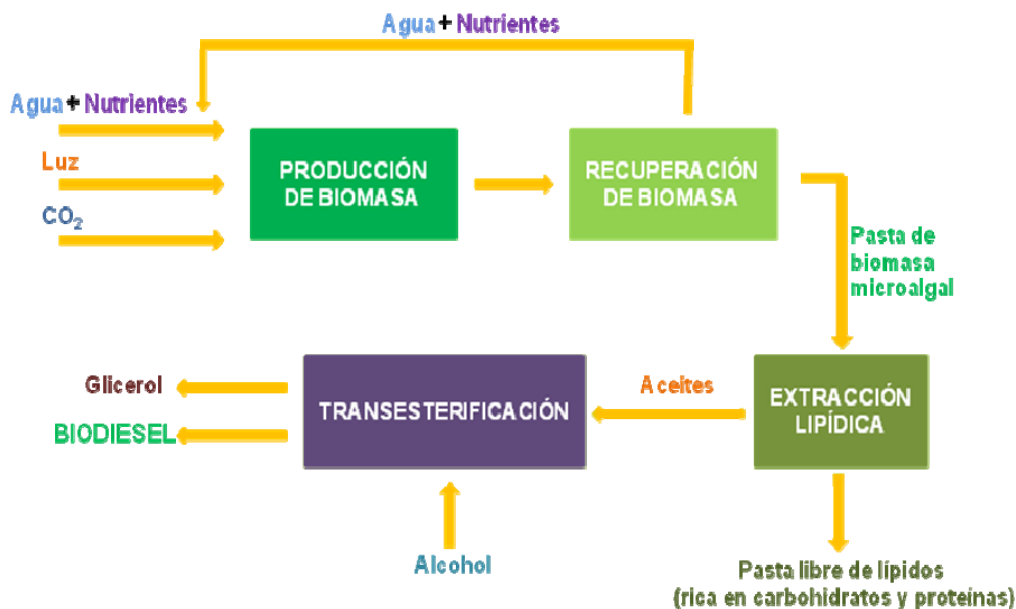 Agua + Nutrientes
Agua + Nutrientes
Luz
CO₂
PRODUCCIÓN
DE BIOMASA
RECUPERACIÓN
DE BIOMASA
Pasta de
biomasa
microalgal
Glicerol
BIODIESEL
TRANSESTERIFICACIÓN
Aceites
EXTRACCIÓN
LIPÍDICA
Alcohol
Pasta libre de lípidos
(rica en carbohidratos y proteínas)